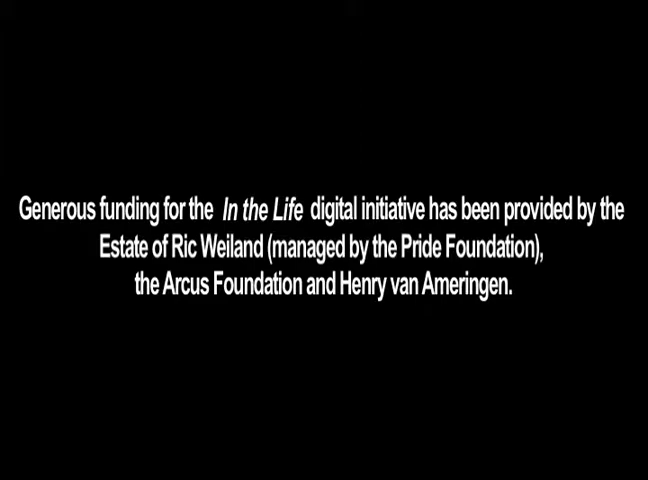 Generous funding for the In the Life digital initiative has been provided by the
Estate of Ric Weiland (managed by the Pride Foundation),
the Arcus Foundation and Henry van Ameringen.